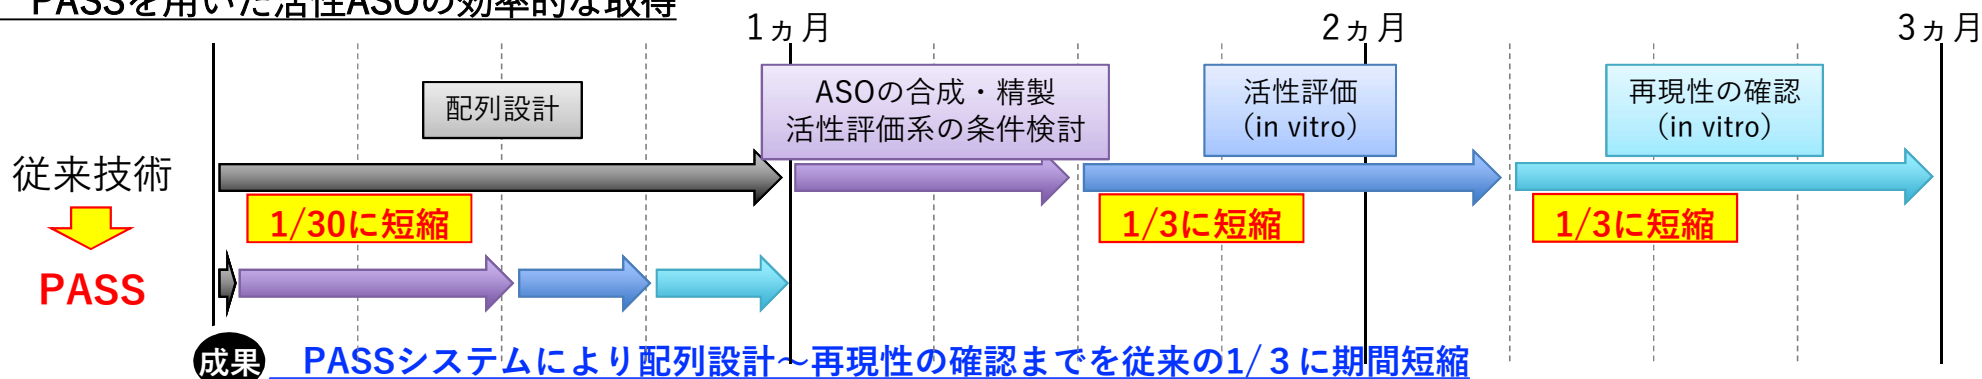 PASSを用いた活性ASOの効率的な取得
1ヵ月
2ヵ月
3ヵ月
配列設計
ASOの合成・精製
活性評価系の条件検討
活性評価
（in vitro）
再現性の確認
（in vitro）
従来技術
1/30に短縮
1/3に短縮
1/3に短縮
PASS
成果
PASSシステムにより配列設計～再現性の確認までを従来の1/３に期間短縮